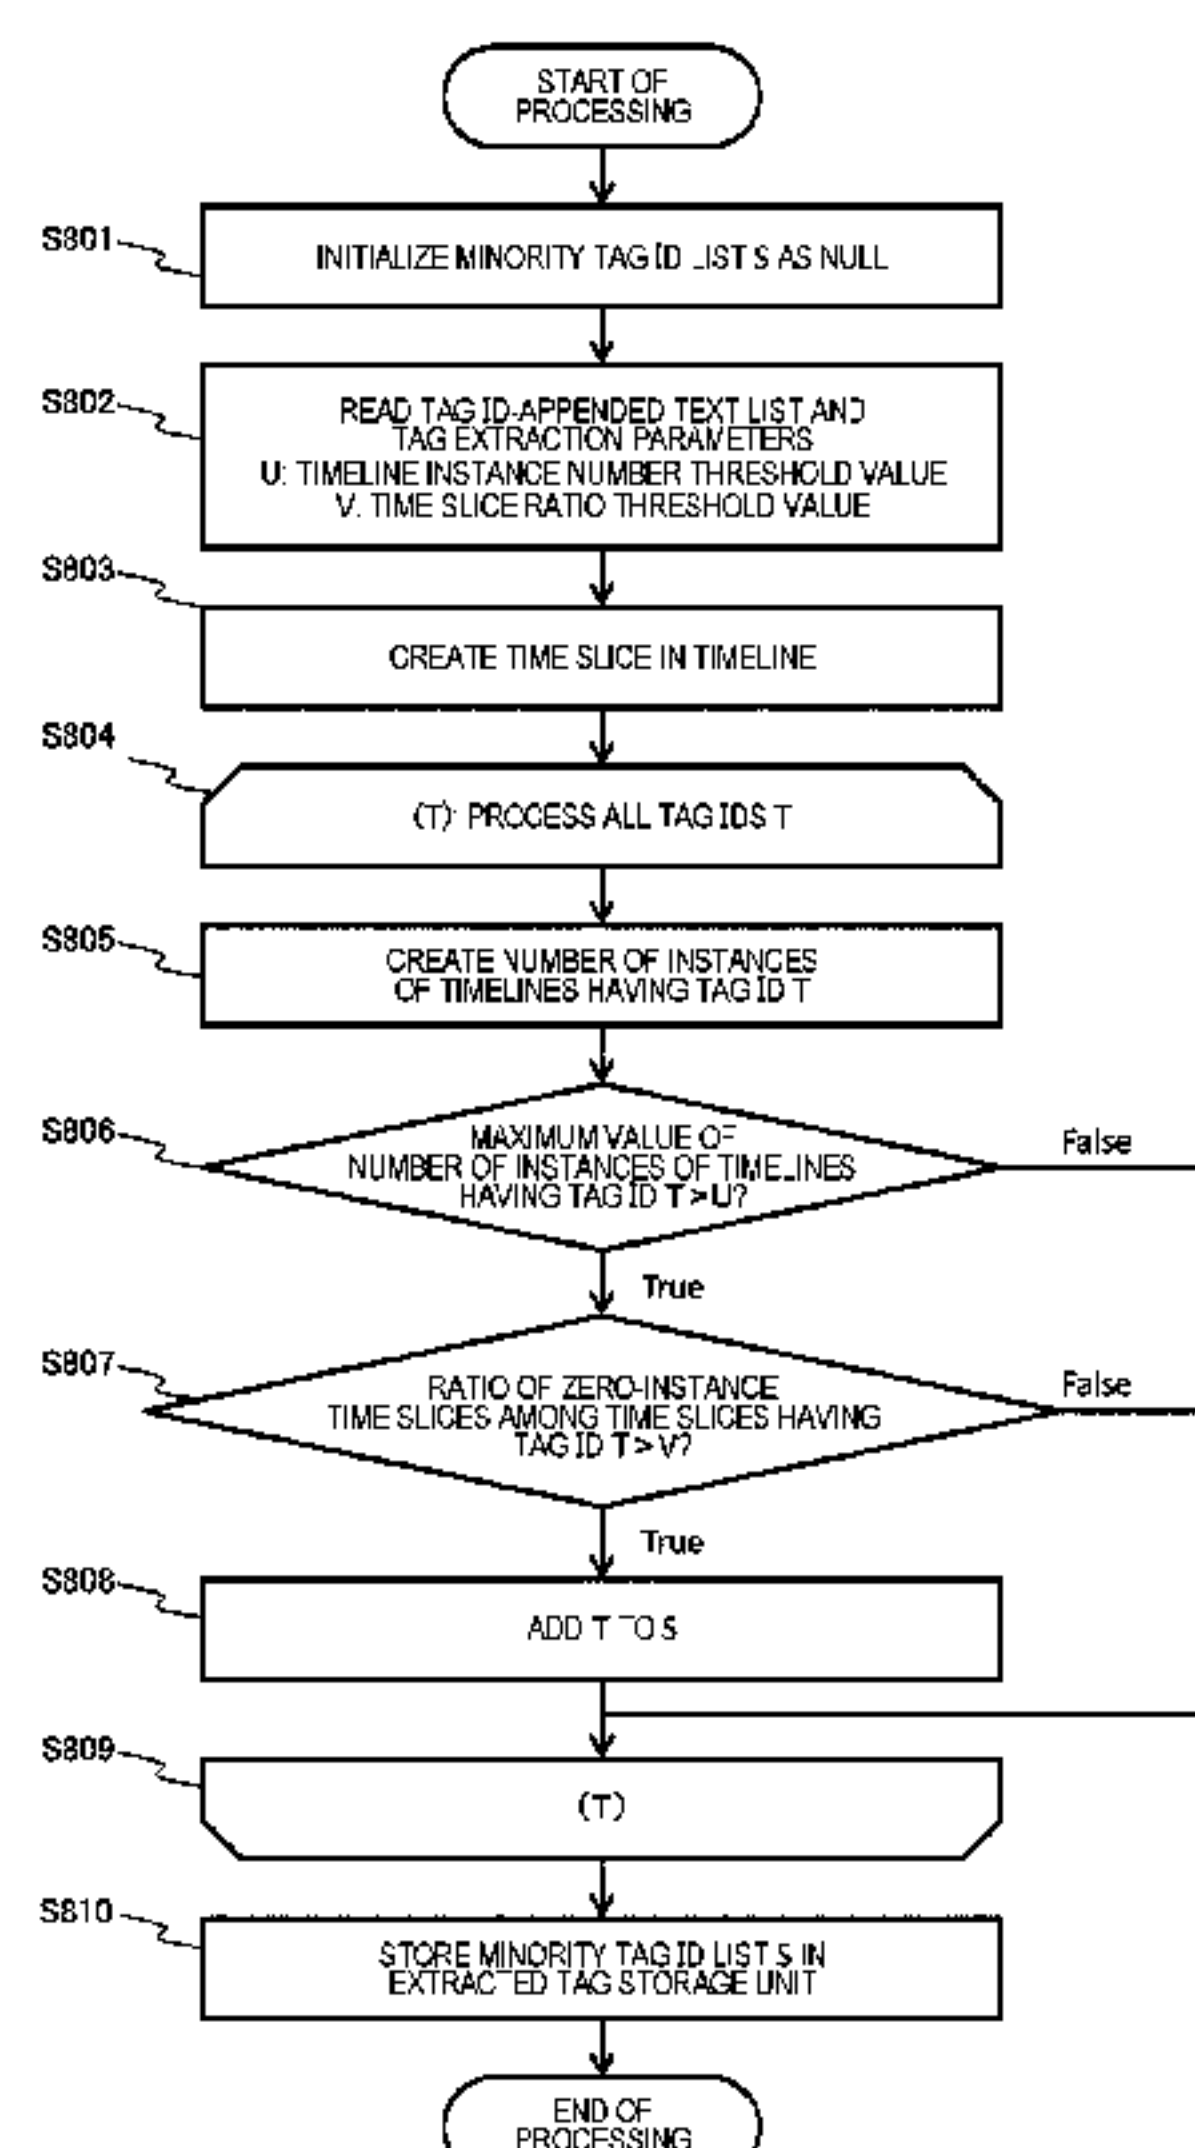 START OF
PROCESSING
S801
INITIALIZE MINORITY TAG ID LIST S AS NULL
S802
READ TAG ID-APPENDED TEXT LIST AND
TAG EXTRACTION PARAMETERS
U: TIMELINE INSTANCE NUMBER THRESHOLD VALUE
V: TIME SLICE RATIO THRESHOLD VALUE
S803
CREATE TIME SLICE IN TIMELINE
S804
(T): PROCESS ALL TAG IDS T
S805
CREATE NUMBER OF INSTANCES
OF TIMELINES HAVING TAG ID T
S806
MAXIMUM VALUE OF
NUMBER OF INSTANCES OF TIMELINES
HAVING TAG ID T > U?
False
True
S807
RATIO OF ZERO-INSTANCE
TIME SLICES AMONG TIME SLICES HAVING
TAG ID T > V?
False
True
S808
ADD T TO S
S809
(T)
S810
STORE MINORITY TAG ID LIST S IN
EXTRACTED TAG STORAGE UNIT
END OF
PROCESSING